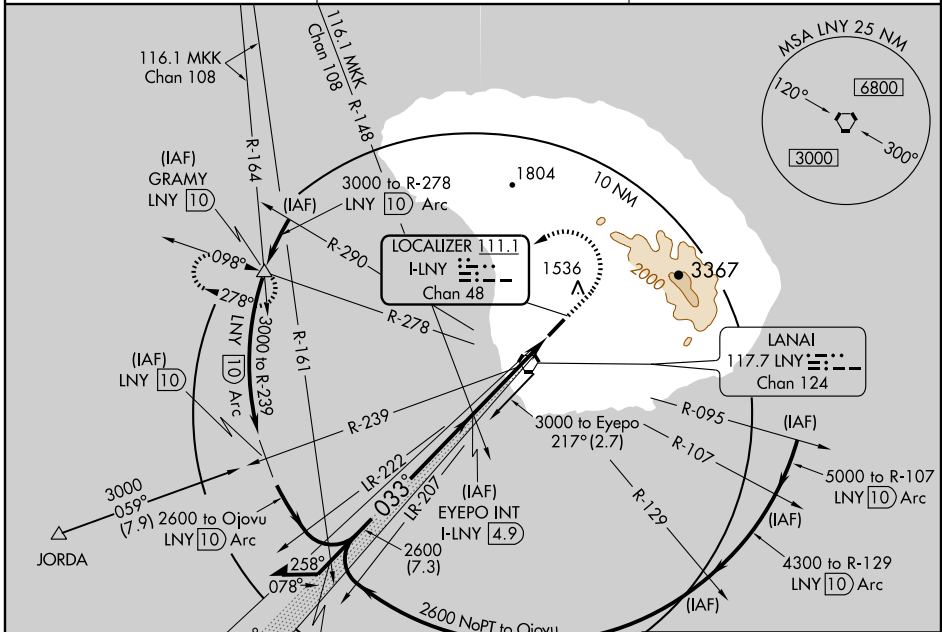 MSA LNY 25 NM
120°
6800
3000
300°
116.1 MKK
Chan 108
116.1 MKK
Chan 108
R-148
R-164
(IAF)
GRAMY
LNY 10
(IAF)
3000 to R-278
LNY 10 Arc
1804
10 NM
R-290
LOCALIZER 111.1
I-LNY
Chan 48
1536
2000
3367
098°
278°
R-278
LNY 10 Arc
3000 to R-239
R-161
LANAI
117.7 LNY
Chan 124
(IAF)
LNY 10
R-239
3000 to Eyepo
217° (2.7)
R-095
R-107
(IAF)
5000 to R-107
LNY 10 Arc
(IAF)
R-129
4300 to R-129
LNY 10 Arc
(IAF)
LR-222
033°
LR-207
(IAF)
EYEPO INT
I-LNY 4.9
3000
059°
(7.9)
JORDA
2600 to Ojovu
LNY 10 Arc
2600
(7.3)
258°
078°
2600 NoPT to Ojovu